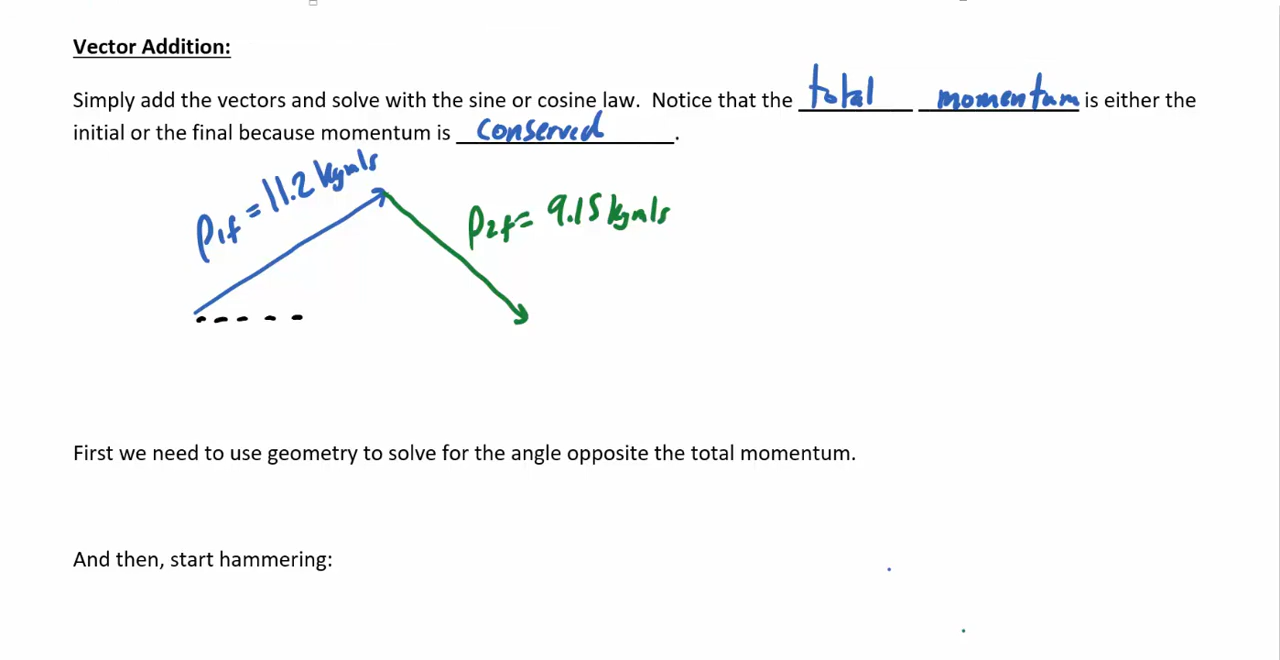 Vector Addition:
Simply add the vectors and solve with the sine or cosine law. Notice that the total momentum is either the
initial or the final because momentum is conserved.
p1f = 11.2 kgm/s
p2f = 9.15 kgm/s
First we need to use geometry to solve for the angle opposite the total momentum.
And then, start hammering: